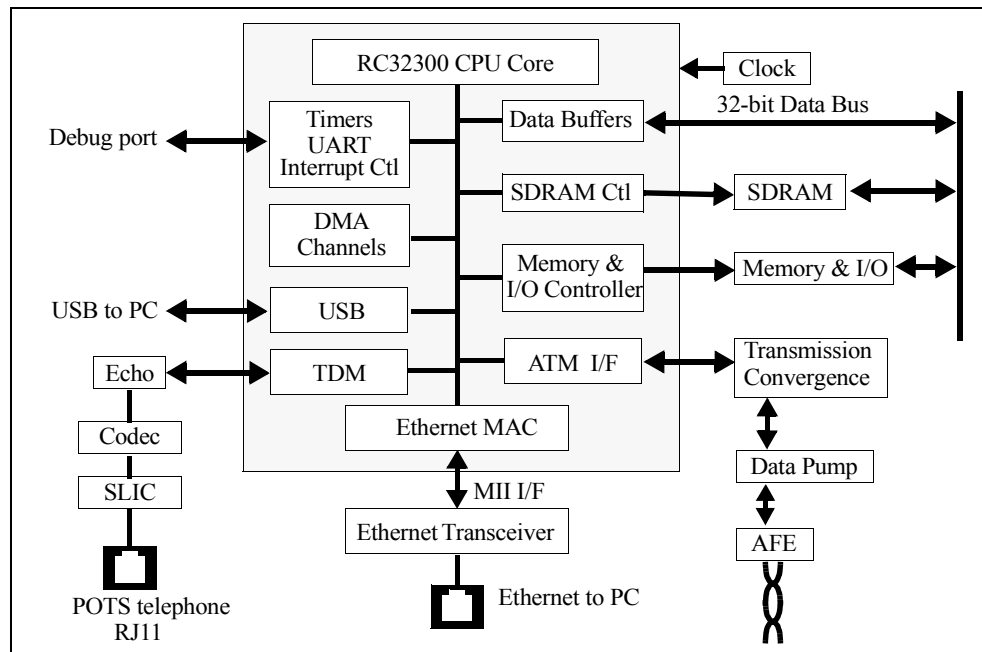 RC32300 CPU Core
Clock
32-bit Data Bus
Debug port
Timers
UART
Interrupt Ctl
Data Buffers
SDRAM Ctl
SDRAM
DMA
Channels
Memory &
I/O Controller
Memory & I/O
USB to PC
USB
Echo
TDM
ATM I/F
Transmission
Convergence
Codec
Ethernet MAC
Data Pump
SLIC
MII I/F
Ethernet Transceiver
AFE
POTS telephone
RJ11
Ethernet to PC